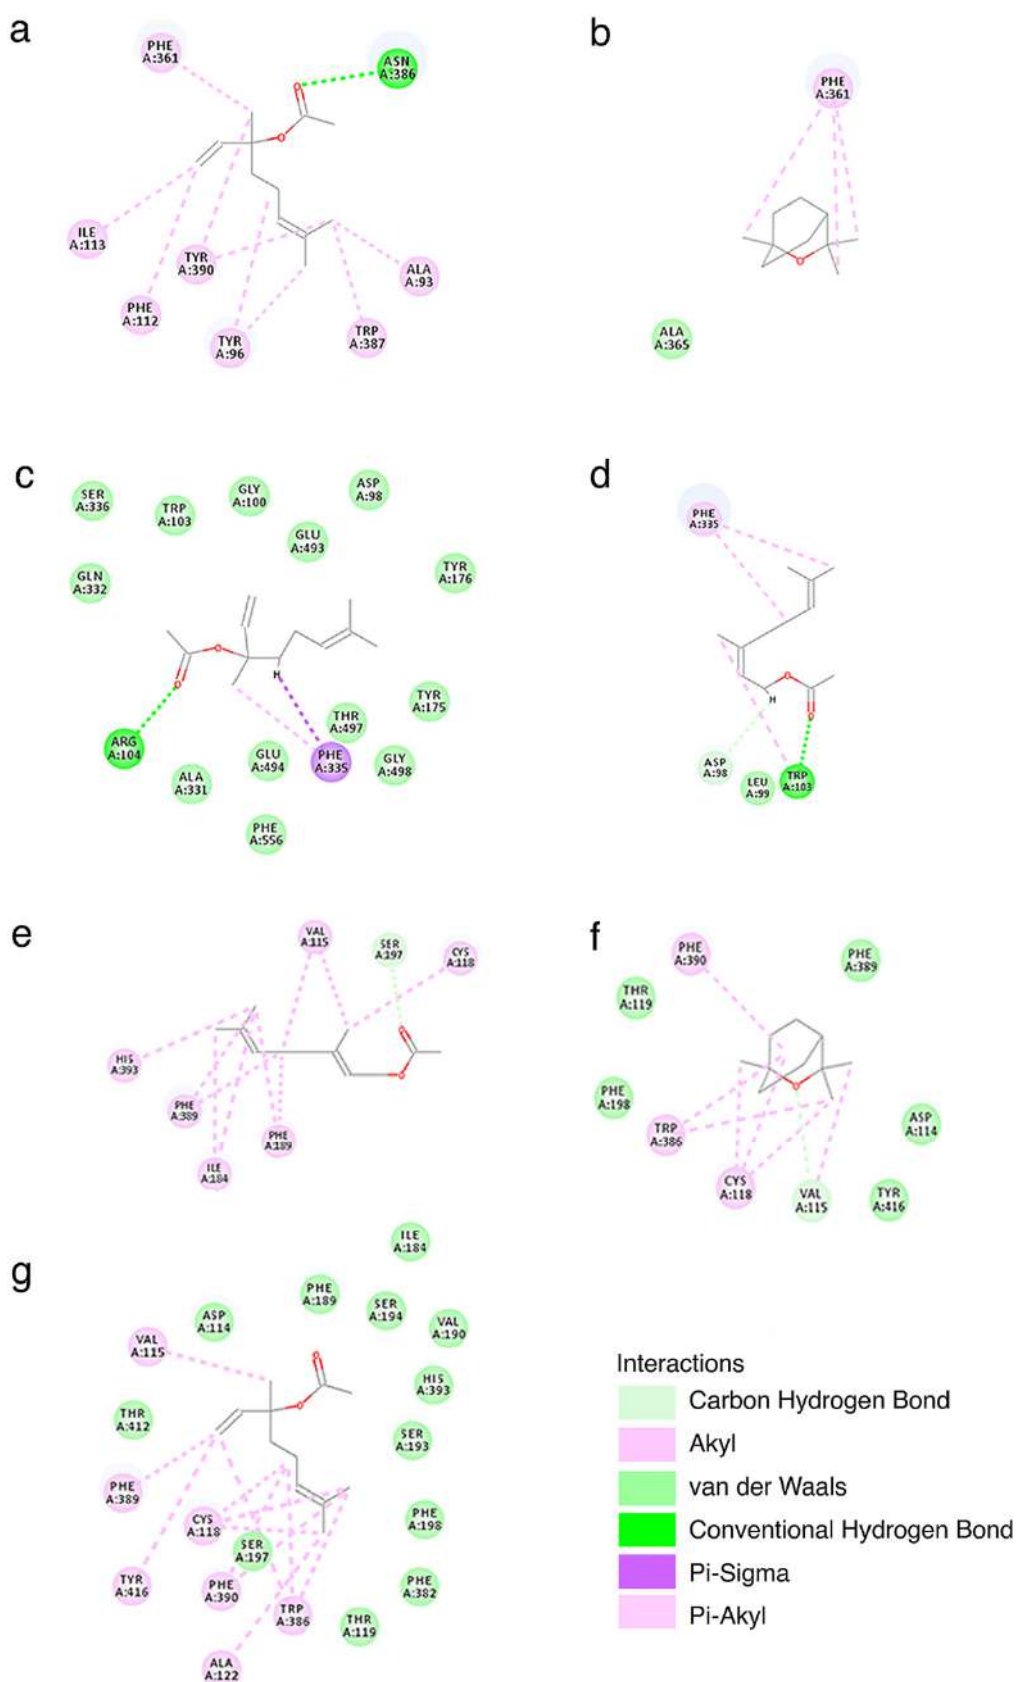 a
PHE
A:361
ASN
A:386
O
O
ILE
A:113
TYR
A:390
PHE
A:112
TYR
A:96
TRP
A:387
ALA
A:93
b
PHE
A:361
O
ALA
A:365
c
SER
A:336
TRP
A:103
GLY
A:100
ASP
A:98
GLU
A:493
GLN
A:332
TYR
A:176
O
O
H
ARG
A:104
ALA
A:331
GLU
A:494
THR
A:497
PHE
A:335
TYR
A:175
GLY
A:498
PHE
A:556
d
PHE
A:335
O
H
O
ASP
A:98
LEU
A:99
TRP
A:103
e
VAL
A:115
SER
A:197
CYS
A:118
O
O
HIS
A:393
PHE
A:389
PHE
A:189
ILE
A:184
f
PHE
A:390
PHE
A:389
THR
A:119
O
PHE
A:198
TRP
A:386
ASP
A:114
CYS
A:118
VAL
A:115
TYR
A:416
g
ILE
A:184
PHE
A:189
SER
A:194
ASP
A:114
VAL
A:190
VAL
A:115
O
O
HIS
A:393
THR
A:412
SER
A:193
PHE
A:389
CYS
A:118
SER
A:197
PHE
A:198
TYR
A:416
PHE
A:390
TRP
A:386
PHE
A:382
THR
A:119
ALA
A:122
Interactions
Carbon Hydrogen Bond
Akyl
van der Waals
Conventional Hydrogen Bond
Pi-Sigma
Pi-Akyl